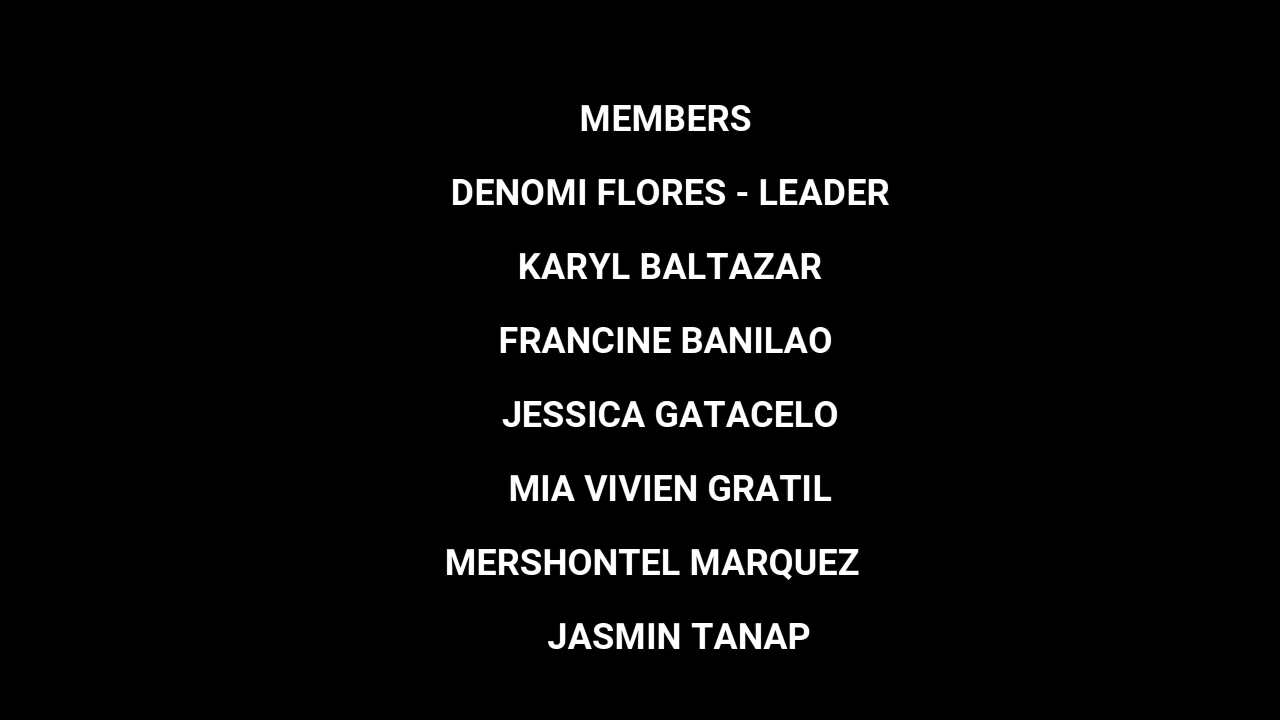 MEMBERS
DENOMI FLORES - LEADER
KARYL BALTAZAR
FRANCINE BANILAO
JESSICA GATACELO
MIA VIVIEN GRATIL
MERSHONTEL MARQUEZ
JASMIN TANAP